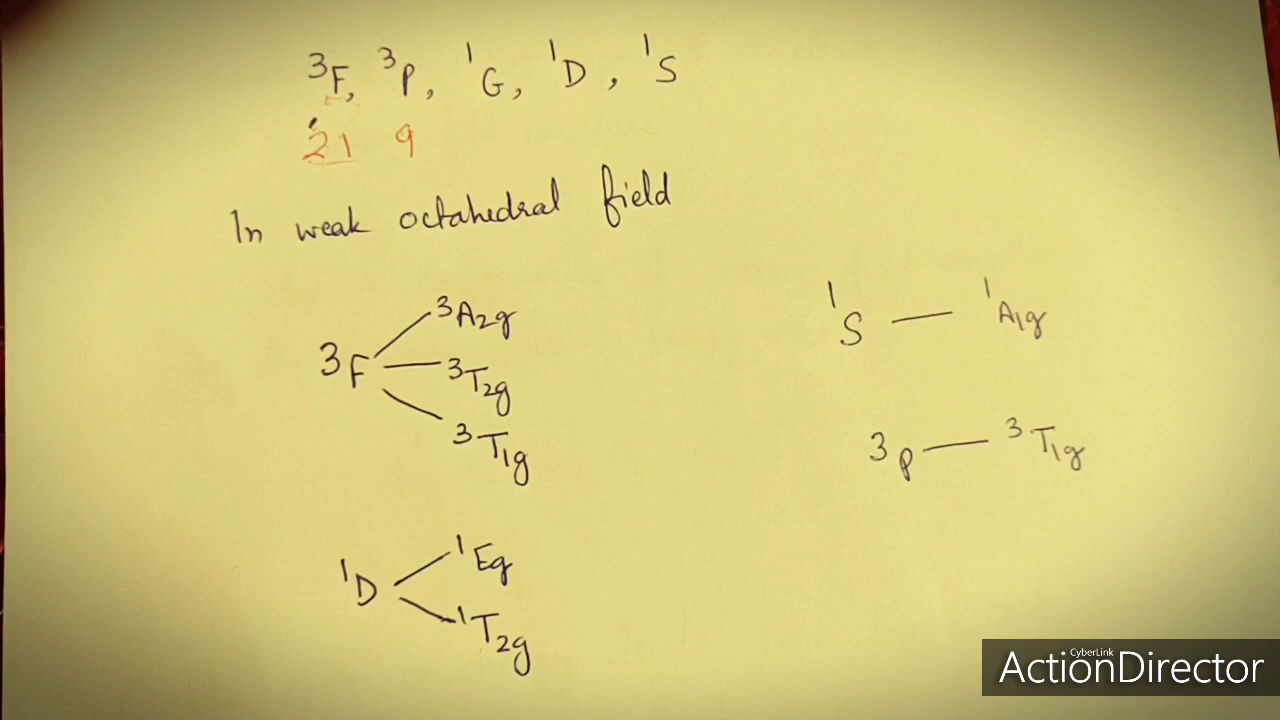 ³F, ³P, ¹G, ¹D, ¹S
21 9
In weak octahedral field
³F
³A₂g
³T₂g
³T₁g
¹S — ¹A₁g
³P — ³T₁g
¹D
¹Eg
¹T₂g
CyberLink
ActionDirector